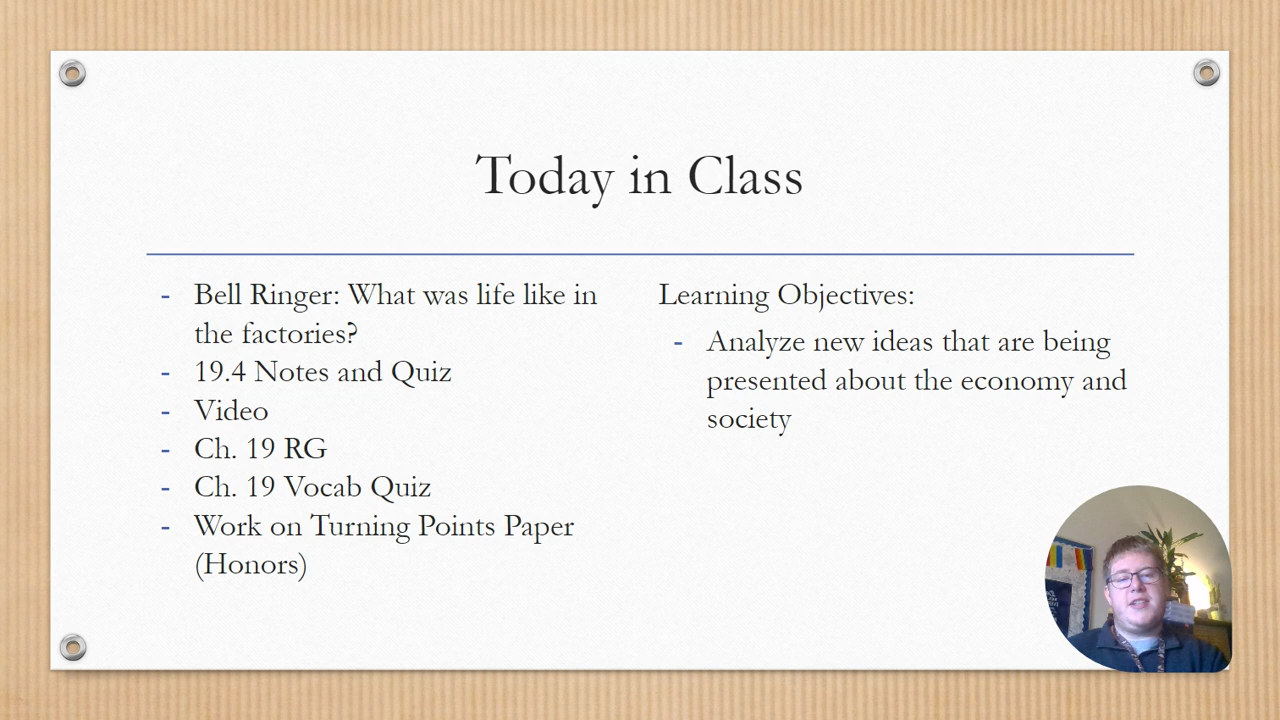 Today in Class
- Bell Ringer: What was life like in
the factories?
- 19.4 Notes and Quiz
- Video
- Ch. 19 RG
- Ch. 19 Vocab Quiz
- Work on Turning Points Paper
(Honors)
Learning Objectives:
- Analyze new ideas that are being
presented about the economy and
society